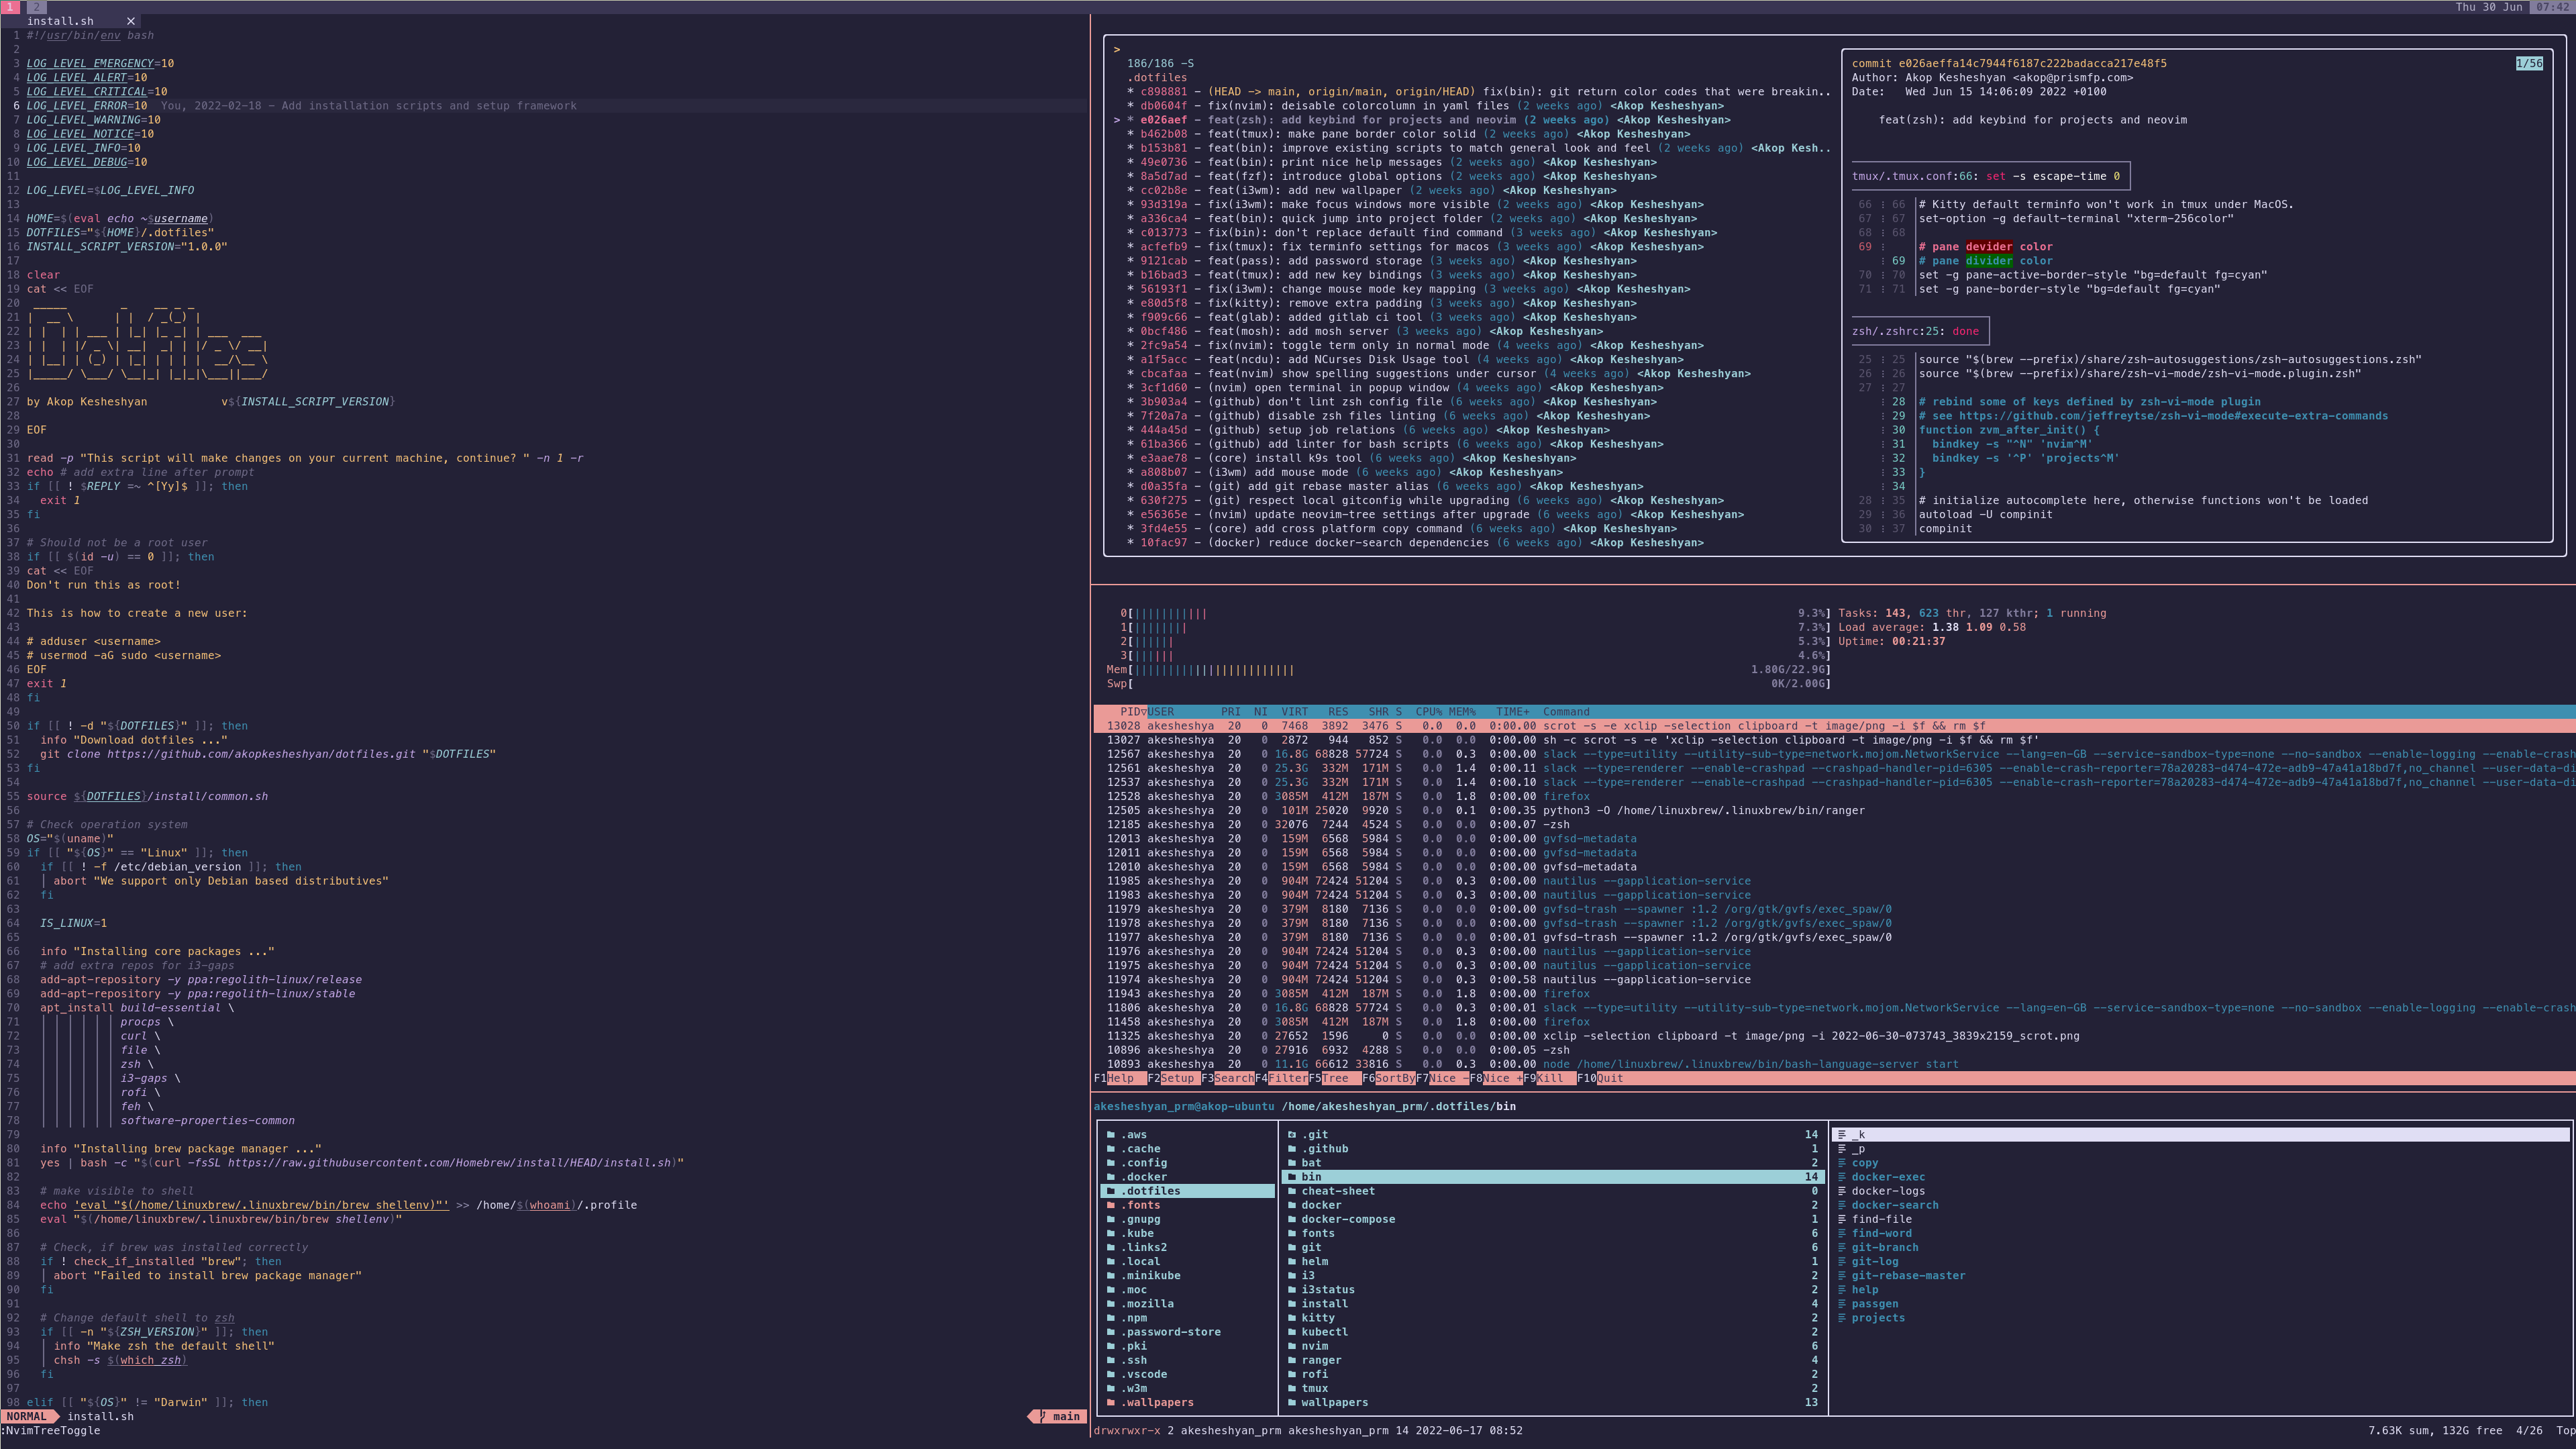 1 2 Thu 30 Jun 07:42
install.sh ×
1 #!/usr/bin/env bash
2
3 LOG_LEVEL_EMERGENCY=10
4 LOG_LEVEL_ALERT=10
5 LOG_LEVEL_CRITICAL=10
6 LOG_LEVEL_ERROR=10 You, 2022-02-18 - Add installation scripts and setup framework
7 LOG_LEVEL_WARNING=10
8 LOG_LEVEL_NOTICE=10
9 LOG_LEVEL_INFO=10
10 LOG_LEVEL_DEBUG=10
11
12 LOG_LEVEL=$LOG_LEVEL_INFO
13
14 HOME=$(eval echo ~$username)
15 DOTFILES="${HOME}/.dotfiles"
16 INSTALL_SCRIPT_VERSION="1.0.0"
17
18 clear
19 cat << EOF
20  _____        _    __ _ _
21 |  __ \      | |  / _(_) |
22 | |  | | ___ | |_| |_ _| | ___  ___
23 | |  | |/ _ \| __|  _| | |/ _ \/ __|
24 | |__| | (_) | |_| | | | |  __/\__ \
25 |_____/ \___/ \__|_| |_|_|\___||___/
26
27 by Akop Kesheshyan v${INSTALL_SCRIPT_VERSION}
28
29 EOF
30
31 read -p "This script will make changes on your current machine, continue? " -n 1 -r
32 echo # add extra line after prompt
33 if [[ ! $REPLY =~ ^[Yy]$ ]]; then
34 exit 1
35 fi
36
37 # Should not be a root user
38 if [[ $(id -u) == 0 ]]; then
39 cat << EOF
40 Don't run this as root!
41
42 This is how to create a new user:
43
44 # adduser <username>
45 # usermod -aG sudo <username>
46 EOF
47 exit 1
48 fi
49
50 if [[ ! -d "${DOTFILES}" ]]; then
51 info "Download dotfiles ..."
52 git clone https://github.com/akopkesheshyan/dotfiles.git "$DOTFILES"
53 fi
54
55 source ${DOTFILES}/install/common.sh
56
57 # Check operation system
58 OS="$(uname)"
59 if [[ "${OS}" == "Linux" ]]; then
60 if [[ ! -f /etc/debian_version ]]; then
61 abort "We support only Debian based distributives"
62 fi
63
64 IS_LINUX=1
65
66 info "Installing core packages ..."
67 # add extra repos for i3-gaps
68 add-apt-repository -y ppa:regolith-linux/release
69 add-apt-repository -y ppa:regolith-linux/stable
70 apt_install build-essential \
71 procps \
72 curl \
73 file \
74 zsh \
75 i3-gaps \
76 rofi \
77 feh \
78 software-properties-common
79
80 info "Installing brew package manager ..."
81 yes | bash -c "$(curl -fsSL https://raw.githubusercontent.com/Homebrew/install/HEAD/install.sh)"
82
83 # make visible to shell
84 echo 'eval "$(/home/linuxbrew/.linuxbrew/bin/brew shellenv)"' >> /home/$(whoami)/.profile
85 eval "$(/home/linuxbrew/.linuxbrew/bin/brew shellenv)"
86
87 # Check, if brew was installed correctly
88 if ! check_if_installed "brew"; then
89 abort "Failed to install brew package manager"
90 fi
91
92 # Change default shell to zsh
93 if [[ -n "${ZSH_VERSION}" ]]; then
94 info "Make zsh the default shell"
95 chsh -s $(which zsh)
96 fi
97
98 elif [[ "${OS}" != "Darwin" ]]; then
NORMAL install.sh main
:NvimTreeToggle
>
186/186 -S
.dotfiles
* c898881 - (HEAD -> main, origin/main, origin/HEAD) fix(bin): git return color codes that were breakin..
* db0604f - fix(nvim): deisable colorcolumn in yaml files (2 weeks ago) <Akop Kesheshyan>
> * e026aef - feat(zsh): add keybind for projects and neovim (2 weeks ago) <Akop Kesheshyan>
* b462b08 - feat(tmux): make pane border color solid (2 weeks ago) <Akop Kesheshyan>
* b153b81 - feat(bin): improve existing scripts to match general look and feel (2 weeks ago) <Akop Kesh..
* 49e0736 - feat(bin): print nice help messages (2 weeks ago) <Akop Kesheshyan>
* 8a5d7ad - feat(fzf): introduce global options (2 weeks ago) <Akop Kesheshyan>
* cc02b8e - feat(i3wm): add new wallpaper (2 weeks ago) <Akop Kesheshyan>
* 93d319a - fix(i3wm): make focus windows more visible (2 weeks ago) <Akop Kesheshyan>
* a336ca4 - feat(bin): quick jump into project folder (2 weeks ago) <Akop Kesheshyan>
* c013773 - fix(bin): don't replace default find command (3 weeks ago) <Akop Kesheshyan>
* acfefb9 - fix(tmux): fix terminfo settings for macos (3 weeks ago) <Akop Kesheshyan>
* 9121cab - feat(pass): add password storage (3 weeks ago) <Akop Kesheshyan>
* b16bad3 - feat(tmux): add new key bindings (3 weeks ago) <Akop Kesheshyan>
* 56193f1 - fix(i3wm): change mouse mode key mapping (3 weeks ago) <Akop Kesheshyan>
* e80d5f8 - fix(kitty): remove extra padding (3 weeks ago) <Akop Kesheshyan>
* f909c66 - feat(glab): added gitlab ci tool (3 weeks ago) <Akop Kesheshyan>
* 0bcf486 - feat(mosh): add mosh server (3 weeks ago) <Akop Kesheshyan>
* 2fc9a54 - fix(nvim): toggle term only in normal mode (4 weeks ago) <Akop Kesheshyan>
* a1f5acc - feat(ncdu): add NCurses Disk Usage tool (4 weeks ago) <Akop Kesheshyan>
* cbcafaa - feat(nvim) show spelling suggestions under cursor (4 weeks ago) <Akop Kesheshyan>
* 3cf1d60 - (nvim) open terminal in popup window (4 weeks ago) <Akop Kesheshyan>
* 3b903a4 - (github) don't lint zsh config file (6 weeks ago) <Akop Kesheshyan>
* 7f20a7a - (github) disable zsh files linting (6 weeks ago) <Akop Kesheshyan>
* 444a45d - (github) setup job relations (6 weeks ago) <Akop Kesheshyan>
* 61ba366 - (github) add linter for bash scripts (6 weeks ago) <Akop Kesheshyan>
* e3aae78 - (core) install k9s tool (6 weeks ago) <Akop Kesheshyan>
* a808b07 - (i3wm) add mouse mode (6 weeks ago) <Akop Kesheshyan>
* d0a35fa - (git) add git rebase master alias (6 weeks ago) <Akop Kesheshyan>
* 630f275 - (git) respect local gitconfig while upgrading (6 weeks ago) <Akop Kesheshyan>
* e56365e - (nvim) update neovim-tree settings after upgrade (6 weeks ago) <Akop Kesheshyan>
* 3fd4e55 - (core) add cross platform copy command (6 weeks ago) <Akop Kesheshyan>
* 10fac97 - (docker) reduce docker-search dependencies (6 weeks ago) <Akop Kesheshyan>
commit e026aeffa14c7944f6187c222badacca217e48f5 1/56
Author: Akop Kesheshyan <akop@prismfp.com>
Date: Wed Jun 15 14:06:09 2022 +0100
feat(zsh): add keybind for projects and neovim
tmux/.tmux.conf:66: set -s escape-time 0
66 ⋮ 66 │# Kitty default terminfo won't work in tmux under MacOS.
67 ⋮ 67 │set-option -g default-terminal "xterm-256color"
68 ⋮ 68 │
69 ⋮ │# pane devider color
⋮ 69 │# pane divider color
70 ⋮ 70 │set -g pane-active-border-style "bg=default fg=cyan"
71 ⋮ 71 │set -g pane-border-style "bg=default fg=cyan"
zsh/.zshrc:25: done
25 ⋮ 25 │source "$(brew --prefix)/share/zsh-autosuggestions/zsh-autosuggestions.zsh"
26 ⋮ 26 │source "$(brew --prefix)/share/zsh-vi-mode/zsh-vi-mode.plugin.zsh"
27 ⋮ 27 │
⋮ 28 │# rebind some of keys defined by zsh-vi-mode plugin
⋮ 29 │# see https://github.com/jeffreytse/zsh-vi-mode#execute-extra-commands
⋮ 30 │function zvm_after_init() {
⋮ 31 │ bindkey -s "^N" 'nvim^M'
⋮ 32 │ bindkey -s '^P' 'projects^M'
⋮ 33 │}
⋮ 34 │
28 ⋮ 35 │# initialize autocomplete here, otherwise functions won't be loaded
29 ⋮ 36 │autoload -U compinit
30 ⋮ 37 │compinit
0[||||||||||| 9.3%] Tasks: 143, 623 thr, 127 kthr; 1 running
1[|||||||| 7.3%] Load average: 1.38 1.09 0.58
2[|||||| 5.3%] Uptime: 00:21:37
3[|||||| 4.6%]
Mem[|||||||||||||||||||||||| 1.80G/22.9G]
Swp[ 0K/2.00G]
PID▽USER PRI NI VIRT RES SHR S CPU% MEM% TIME+ Command
13028 akesheshya 20 0 7468 3892 3476 S 0.0 0.0 0:00.00 scrot -s -e xclip -selection clipboard -t image/png -i $f && rm $f
13027 akesheshya 20 0 2872 944 852 S 0.0 0.0 0:00.00 sh -c scrot -s -e 'xclip -selection clipboard -t image/png -i $f && rm $f'
12567 akesheshya 20 0 16.8G 68828 57724 S 0.0 0.3 0:00.00 slack --type=utility --utility-sub-type=network.mojom.NetworkService --lang=en-GB --service-sandbox-type=none --no-sandbox --enable-logging --enable-crash
12561 akesheshya 20 0 25.3G 332M 171M S 0.0 1.4 0:00.11 slack --type=renderer --enable-crashpad --crashpad-handler-pid=6305 --enable-crash-reporter=78a20283-d474-472e-adb9-47a41a18bd7f,no_channel --user-data-di
12537 akesheshya 20 0 25.3G 332M 171M S 0.0 1.4 0:00.10 slack --type=renderer --enable-crashpad --crashpad-handler-pid=6305 --enable-crash-reporter=78a20283-d474-472e-adb9-47a41a18bd7f,no_channel --user-data-di
12528 akesheshya 20 0 3085M 412M 187M S 0.0 1.8 0:00.00 firefox
12505 akesheshya 20 0 101M 25020 9920 S 0.0 0.1 0:00.35 python3 -O /home/linuxbrew/.linuxbrew/bin/ranger
12185 akesheshya 20 0 32076 7244 4524 S 0.0 0.0 0:00.07 -zsh
12013 akesheshya 20 0 159M 6568 5984 S 0.0 0.0 0:00.00 gvfsd-metadata
12011 akesheshya 20 0 159M 6568 5984 S 0.0 0.0 0:00.00 gvfsd-metadata
12010 akesheshya 20 0 159M 6568 5984 S 0.0 0.0 0:00.00 gvfsd-metadata
11985 akesheshya 20 0 904M 72424 51204 S 0.0 0.3 0:00.00 nautilus --gapplication-service
11983 akesheshya 20 0 904M 72424 51204 S 0.0 0.3 0:00.00 nautilus --gapplication-service
11979 akesheshya 20 0 379M 8180 7136 S 0.0 0.0 0:00.00 gvfsd-trash --spawner :1.2 /org/gtk/gvfs/exec_spaw/0
11978 akesheshya 20 0 379M 8180 7136 S 0.0 0.0 0:00.00 gvfsd-trash --spawner :1.2 /org/gtk/gvfs/exec_spaw/0
11977 akesheshya 20 0 379M 8180 7136 S 0.0 0.0 0:00.01 gvfsd-trash --spawner :1.2 /org/gtk/gvfs/exec_spaw/0
11976 akesheshya 20 0 904M 72424 51204 S 0.0 0.3 0:00.00 nautilus --gapplication-service
11975 akesheshya 20 0 904M 72424 51204 S 0.0 0.3 0:00.00 nautilus --gapplication-service
11974 akesheshya 20 0 904M 72424 51204 S 0.0 0.3 0:00.58 nautilus --gapplication-service
11943 akesheshya 20 0 3085M 412M 187M S 0.0 1.8 0:00.00 firefox
11806 akesheshya 20 0 16.8G 68828 57724 S 0.0 0.3 0:00.01 slack --type=utility --utility-sub-type=network.mojom.NetworkService --lang=en-GB --service-sandbox-type=none --no-sandbox --enable-logging --enable-crash
11458 akesheshya 20 0 3085M 412M 187M S 0.0 1.8 0:00.00 firefox
11325 akesheshya 20 0 27652 1596 0 S 0.0 0.0 0:00.00 xclip -selection clipboard -t image/png -i 2022-06-30-073743_3839x2159_scrot.png
10896 akesheshya 20 0 27916 6932 4288 S 0.0 0.0 0:00.05 -zsh
10893 akesheshya 20 0 11.1G 66612 33816 S 0.0 0.3 0:00.00 node /home/linuxbrew/.linuxbrew/bin/bash-language-server start
F1Help F2Setup F3SearchF4FilterF5Tree F6SortByF7Nice -F8Nice +F9Kill F10Quit
akesheshyan_prm@akop-ubuntu /home/akesheshyan_prm/.dotfiles/bin
.aws
.cache
.config
.docker
.dotfiles
.fonts
.gnupg
.kube
.links2
.local
.minikube
.moc
.mozilla
.npm
.password-store
.pki
.ssh
.vscode
.w3m
.wallpapers
.git 14
.github 1
bat 2
bin 14
cheat-sheet 0
docker 2
docker-compose 1
fonts 6
git 6
helm 1
i3 2
i3status 2
install 4
kitty 2
kubectl 2
nvim 6
ranger 4
rofi 2
tmux 2
wallpapers 13
_k
_p
copy
docker-exec
docker-logs
docker-search
find-file
find-word
git-branch
git-log
git-rebase-master
help
passgen
projects
drwxrwxr-x 2 akesheshyan_prm akesheshyan_prm 14 2022-06-17 08:52 7.63K sum, 132G free 4/26 Top